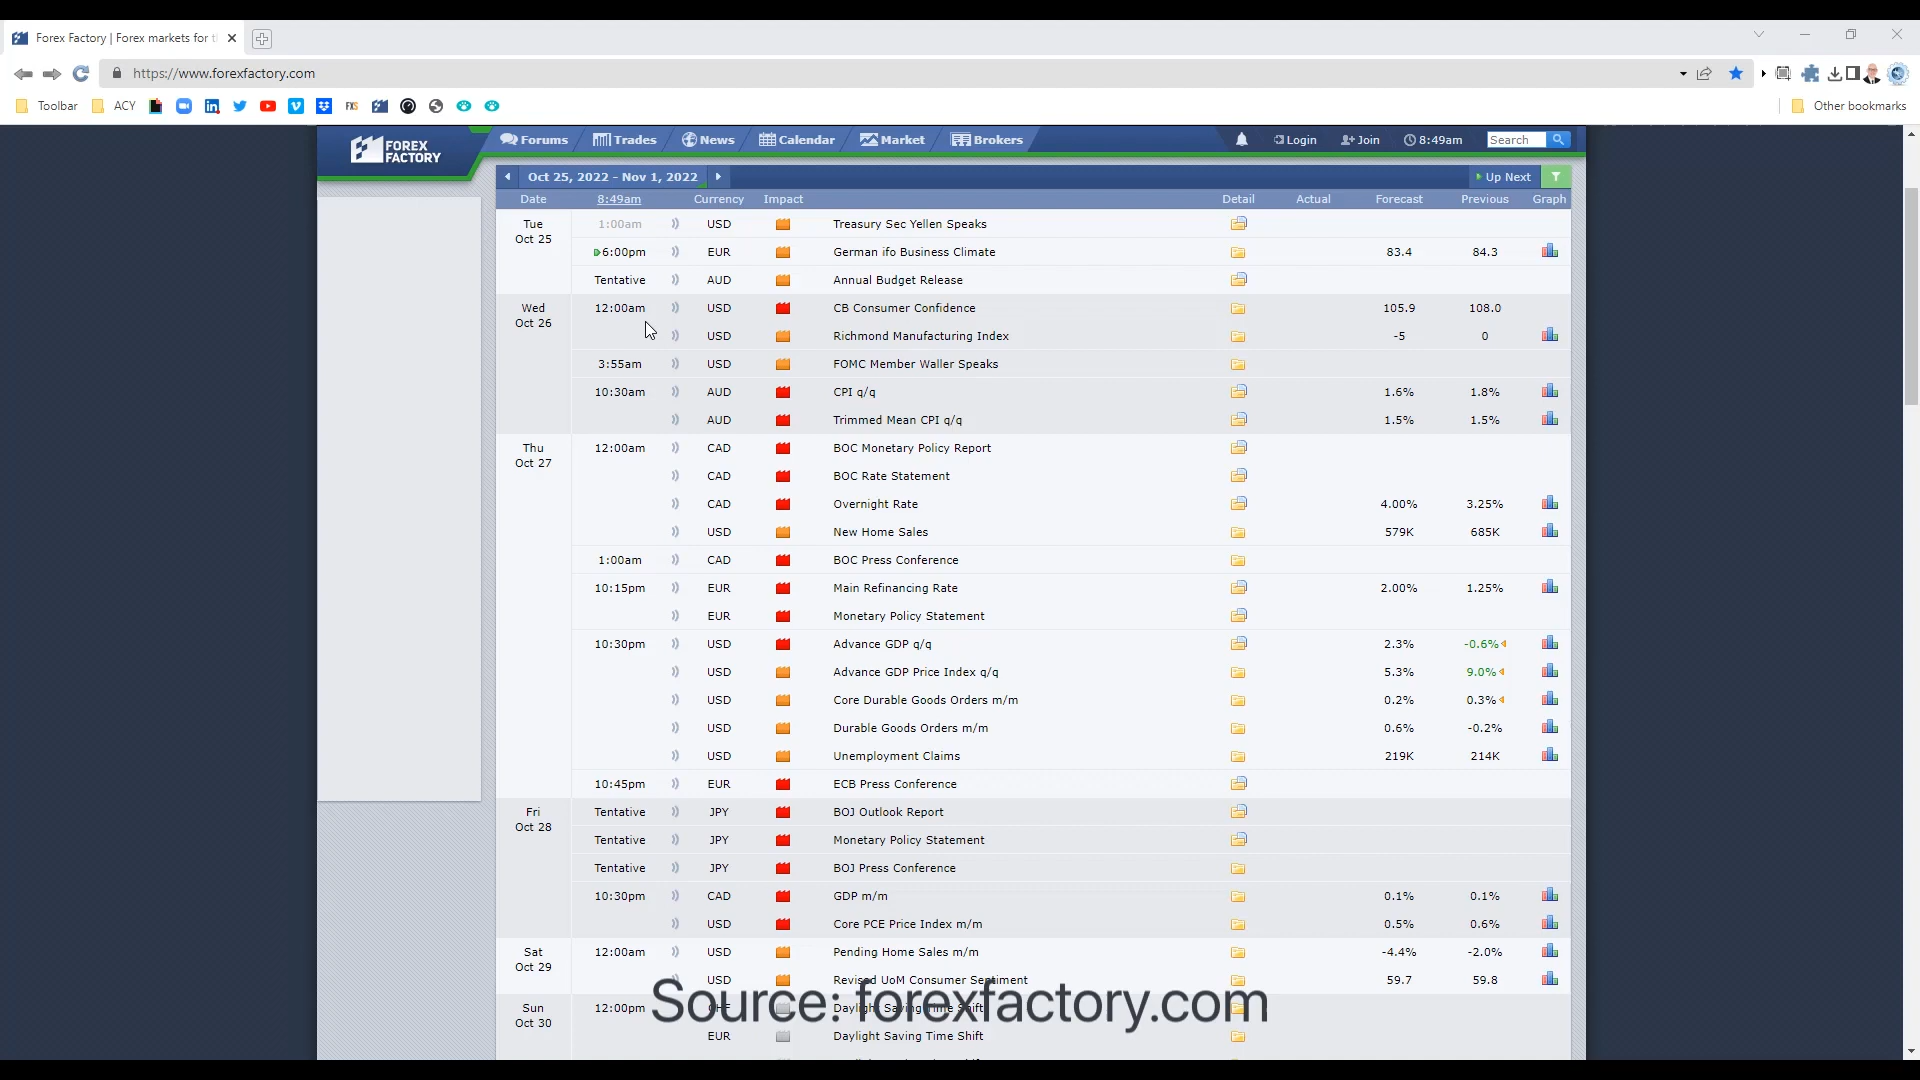 Forex Factory | Forex markets for t
https://www.forexfactory.com
Toolbar ACY FXS Other bookmarks
FOREX FACTORY Forums Trades News Calendar Market Brokers Login Join 8:49am Search
Oct 25, 2022 - Nov 1, 2022 Up Next
Date 8:49am Currency Impact Detail Actual Forecast Previous Graph
Tue Oct 25 1:00am USD Treasury Sec Yellen Speaks
6:00pm EUR German ifo Business Climate 83.4 84.3
Tentative AUD Annual Budget Release
Wed Oct 26 12:00am USD CB Consumer Confidence 105.9 108.0
USD Richmond Manufacturing Index -5 0
3:55am USD FOMC Member Waller Speaks
10:30am AUD CPI q/q 1.6% 1.8%
AUD Trimmed Mean CPI q/q 1.5% 1.5%
Thu Oct 27 12:00am CAD BOC Monetary Policy Report
CAD BOC Rate Statement
CAD Overnight Rate 4.00% 3.25%
USD New Home Sales 579K 685K
1:00am CAD BOC Press Conference
10:15pm EUR Main Refinancing Rate 2.00% 1.25%
EUR Monetary Policy Statement
10:30pm USD Advance GDP q/q 2.3% -0.6%
USD Advance GDP Price Index q/q 5.3% 9.0%
USD Core Durable Goods Orders m/m 0.2% 0.3%
USD Durable Goods Orders m/m 0.6% -0.2%
USD Unemployment Claims 219K 214K
10:45pm EUR ECB Press Conference
Fri Oct 28 Tentative JPY BOJ Outlook Report
Tentative JPY Monetary Policy Statement
Tentative JPY BOJ Press Conference
10:30pm CAD GDP m/m 0.1% 0.1%
USD Core PCE Price Index m/m 0.5% 0.6%
Sat Oct 29 12:00am USD Pending Home Sales m/m -4.4% -2.0%
USD Revised UoM Consumer Sentiment 59.7 59.8
Sun Oct 30 12:00pm CHF Daylight Saving Time Shift
Source: forexfactory.com
EUR Daylight Saving Time Shift